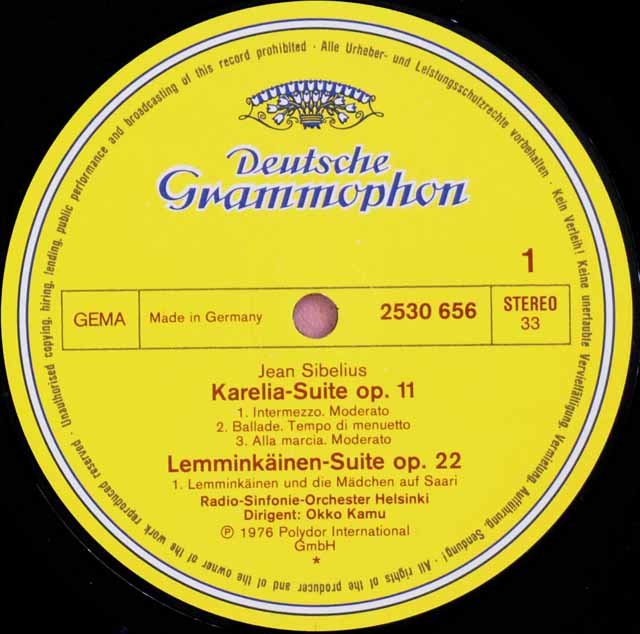 Alle Urheber- und Leistungsschutzrechte vorbehalten · Kein Verleih! Keine unerlaubte Vervielfältigung, Vermietung, Aufführung, Sendung! · All rights of the producer and of the owner of the work reproduced reserved · Unauthorised copying, hiring, lending, public performance and broadcasting of this record prohibited ·
Deutsche
Grammophon
1
GEMA
Made in Germany
2530 656
STEREO
33
Jean Sibelius
Karelia-Suite op. 11
1. Intermezzo. Moderato
2. Ballade. Tempo di menuetto
3. Alla marcia. Moderato
Lemminkäinen-Suite op. 22
1. Lemminkäinen und die Mädchen auf Saari
Radio-Sinfonie-Orchester Helsinki
Dirigent: Okko Kamu
Ⓟ 1976 Polydor International
GmbH
*